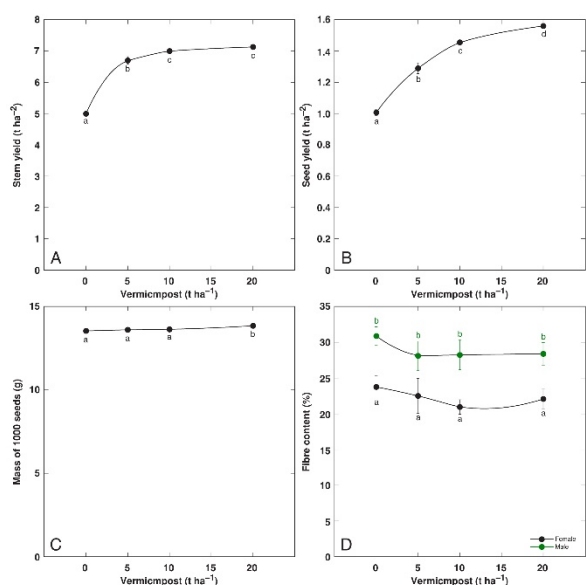 8
7
6
5
4
3
2
1
0
Stem yield (t ha⁻²)
a
b
c
c
A
0
5
10
15
20
Vermicmpost (t ha⁻¹)
1.6
1.4
1.2
1.0
0.8
0.6
0.4
0.2
0
Seed yield (t ha⁻²)
a
b
c
d
B
0
5
10
15
20
Vermicmpost (t ha⁻¹)
15
10
5
0
Mass of 1000 seeds (g)
a
a
a
b
C
0
5
10
15
20
Vermicmpost (t ha⁻¹)
40
35
30
25
20
15
10
5
0
Fibre content (%)
b
b
b
b
a
a
a
a
D
Female
Male
0
5
10
15
20
Vermicmpost (t ha⁻¹)